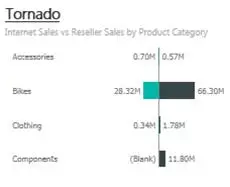 Tornado
Internet Sales vs Reseller Sales by Product Category
Accessories 0.70M 0.57M
Bikes 28.32M 66.30M
Clothing 0.34M 1.78M
Components (Blank) 11.80M